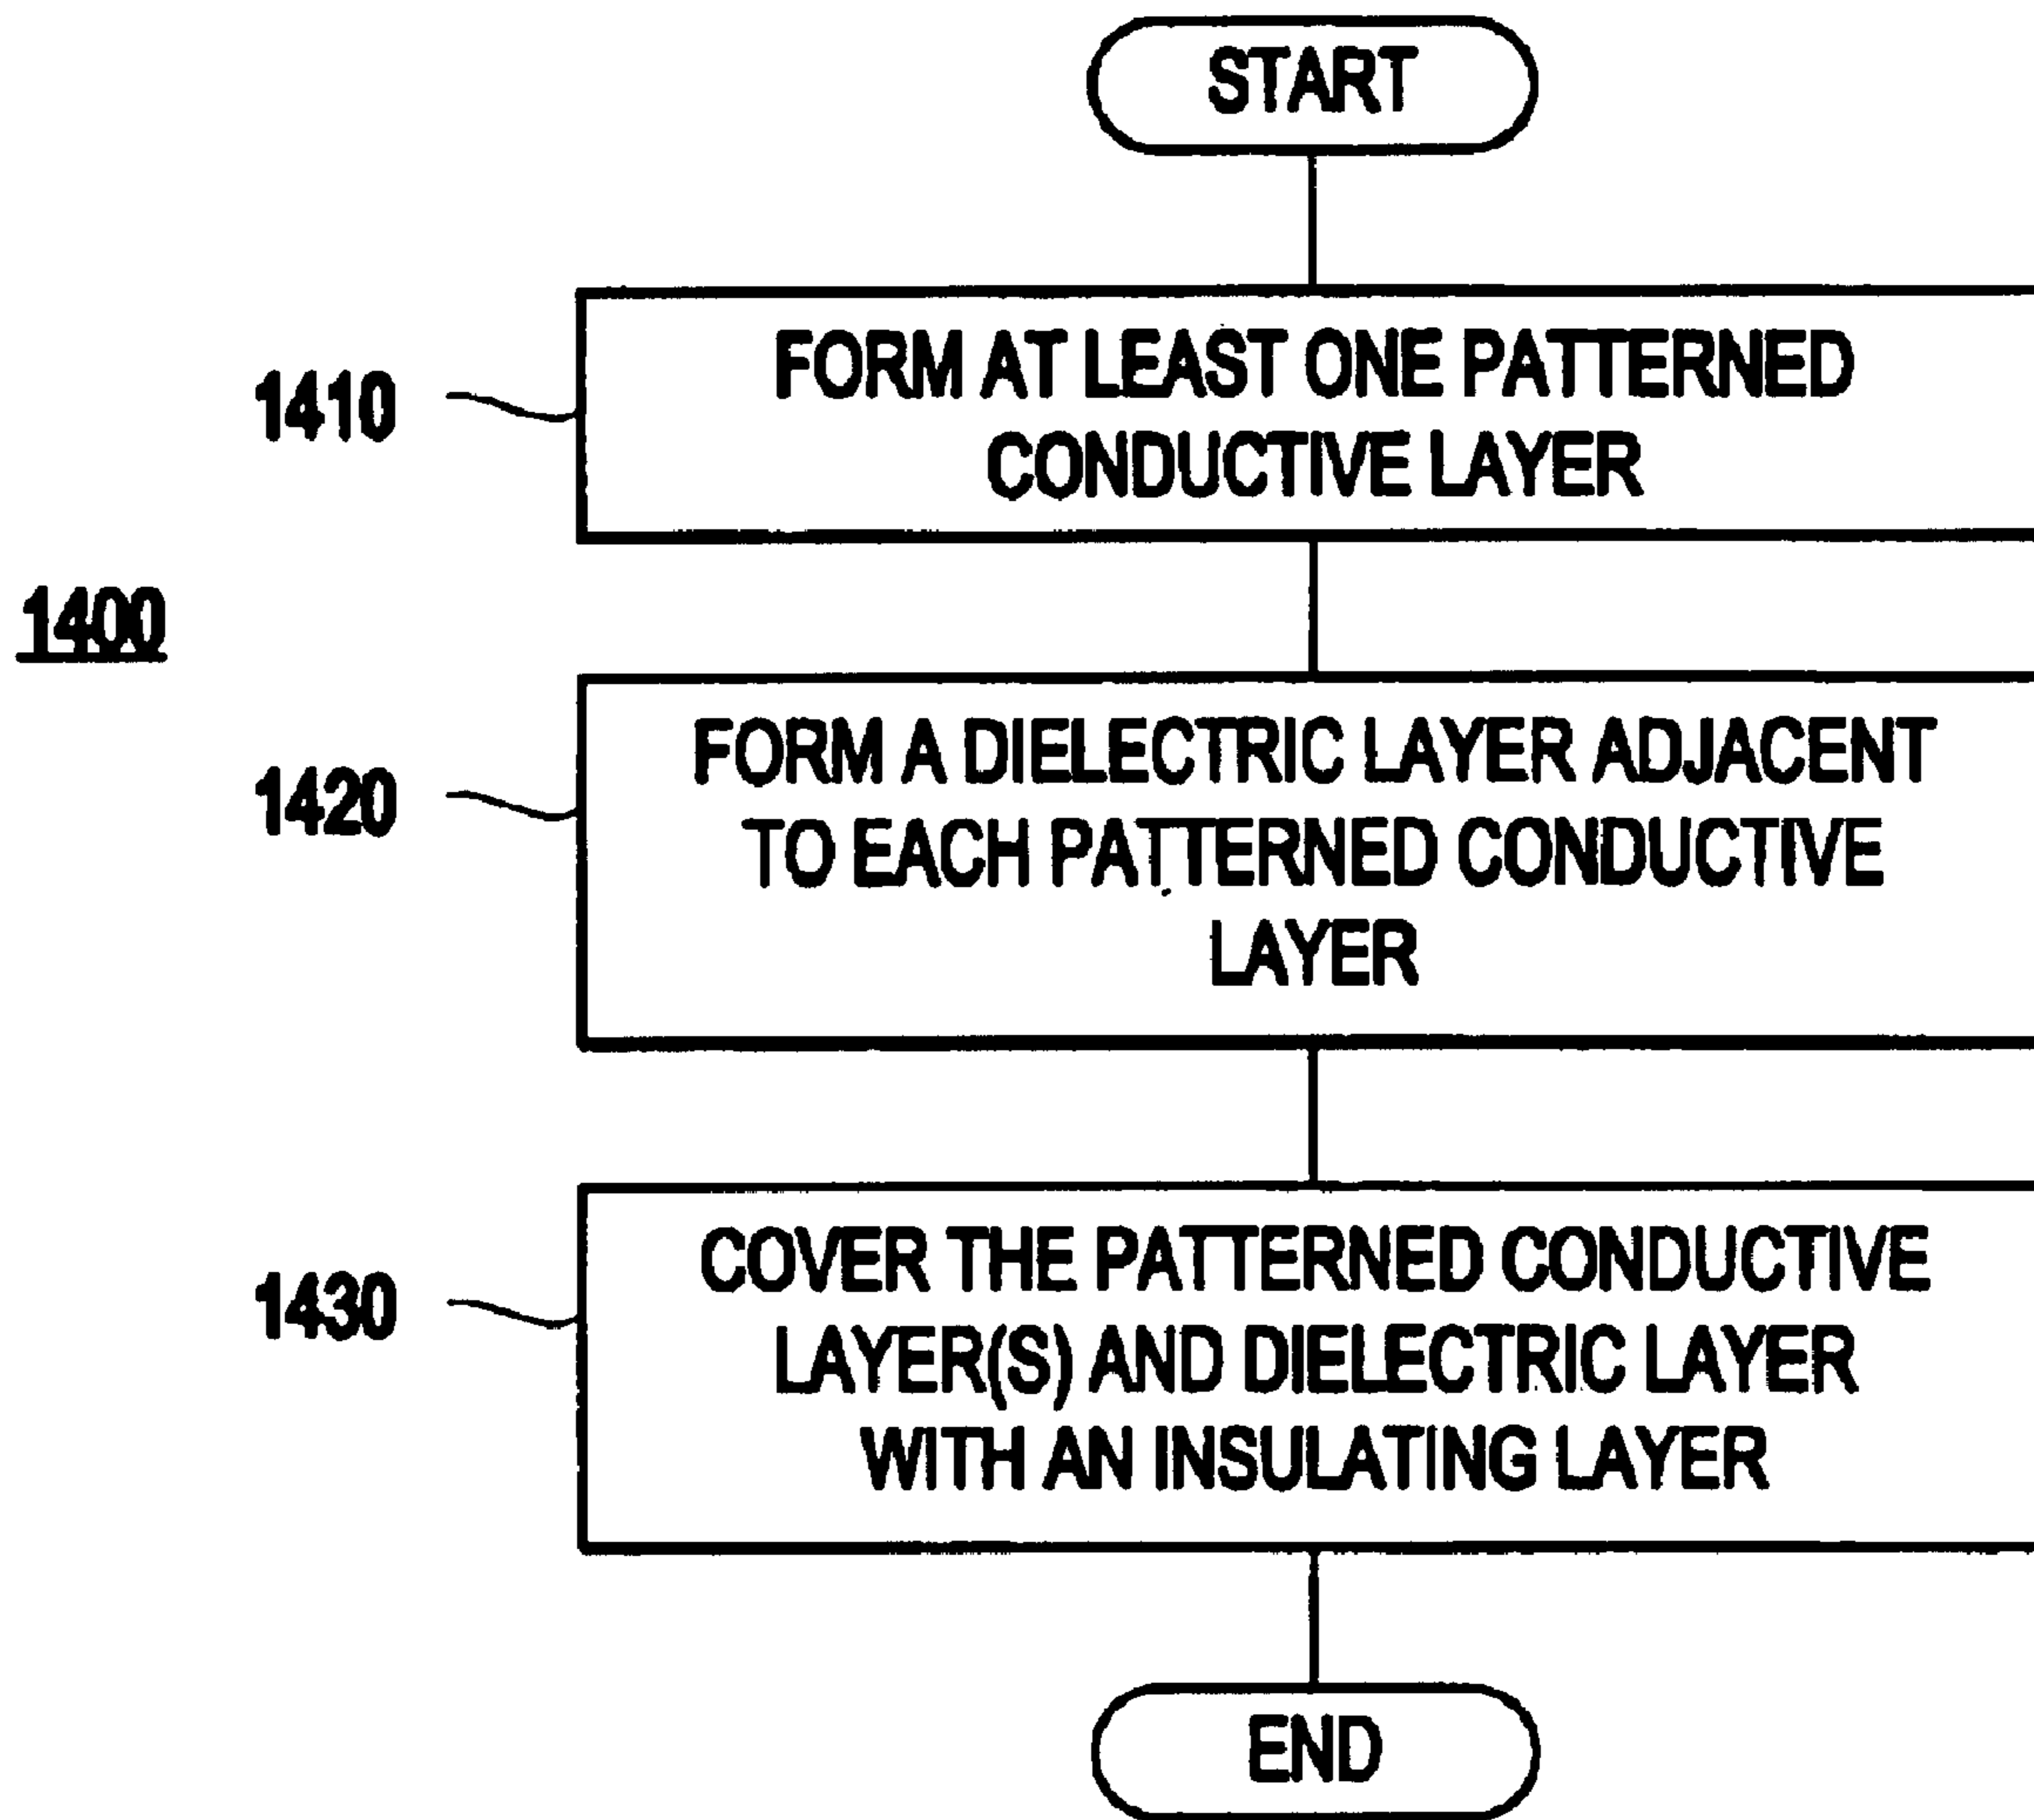 START
1410
FORM AT LEAST ONE PATTERNED
CONDUCTIVE LAYER
1400
1420
FORM A DIELECTRIC LAYER ADJACENT
TO EACH PATTERNED CONDUCTIVE
LAYER
1430
COVER THE PATTERNED CONDUCTIVE
LAYER(S) AND DIELECTRIC LAYER
WITH AN INSULATING LAYER
END